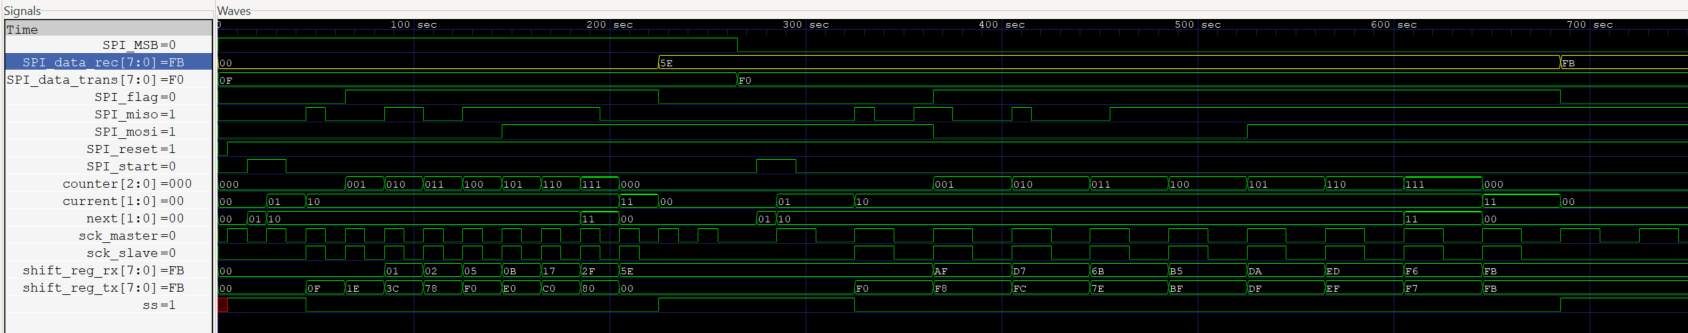 Signals Waves
Time 0 100 sec 200 sec 300 sec 400 sec 500 sec 600 sec 700 sec
SPI_MSB=0
SPI_data_rec[7:0]=FB 00 5E FB
SPI_data_trans[7:0]=F0 0F F0
SPI_flag=0
SPI_miso=1
SPI_mosi=1
SPI_reset=1
SPI_start=0
counter[2:0]=000 000 001 010 011 100 101 110 111 000 001 010 011 100 101 110 111 000
current[1:0]=00 00 01 10 11 00 01 10 11 00
next[1:0]=00 00 01 10 11 00 01 10 11 00
sck_master=0
sck_slave=0
shift_reg_rx[7:0]=FB 00 01 02 05 0B 17 2F 5E AF D7 6B B5 DA ED F6 FB
shift_reg_tx[7:0]=FB 00 0F 1E 3C 78 F0 E0 C0 80 00 F0 F8 FC 7E BF DF EF F7 FB
ss=1